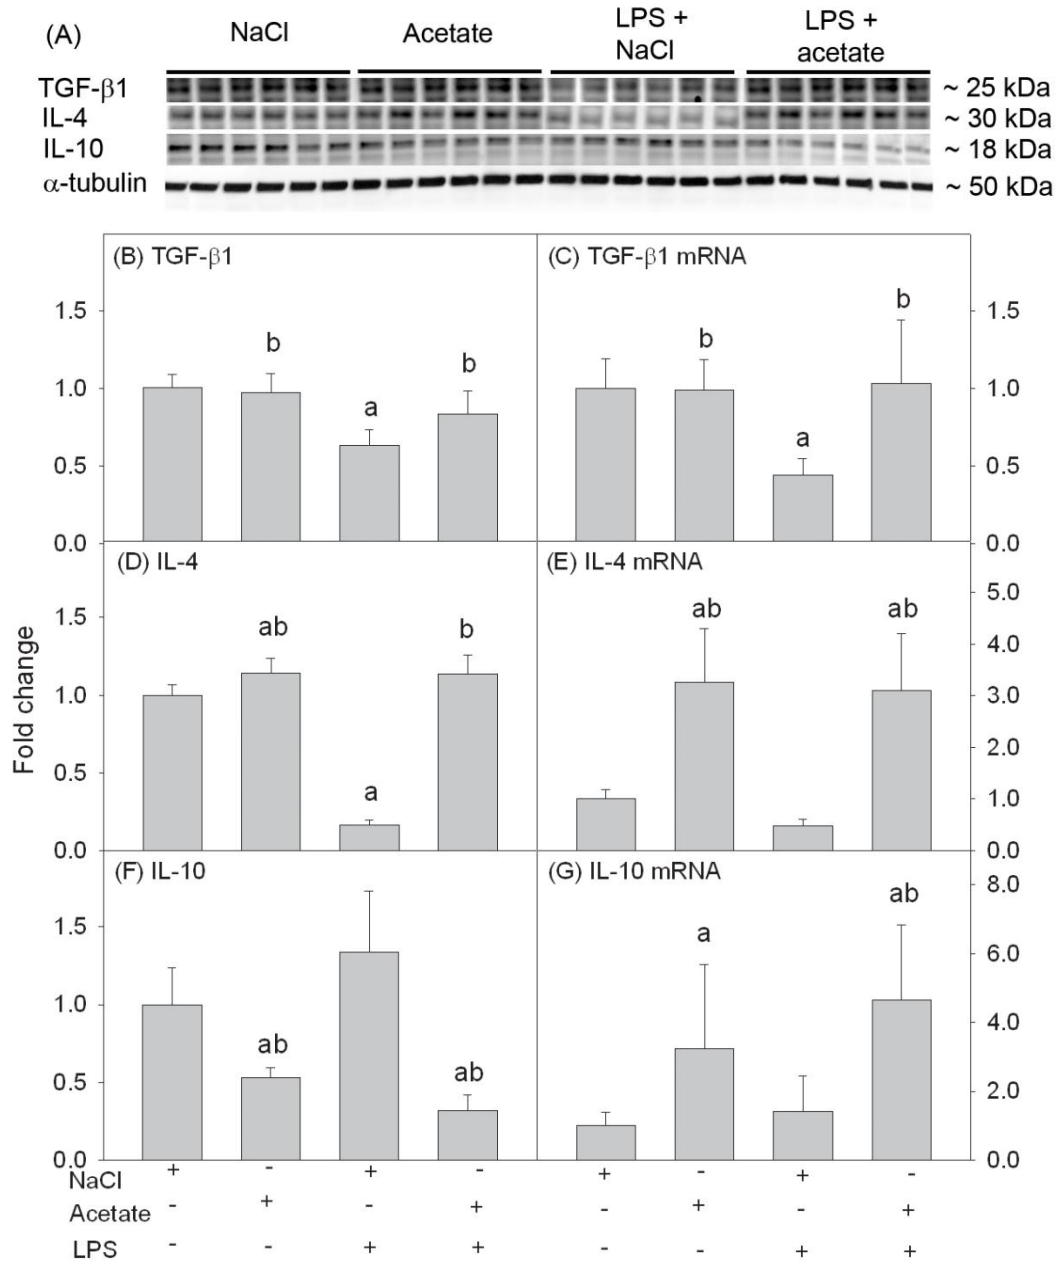 (A)
NaCl
Acetate
LPS +
NaCl
LPS +
acetate
TGF-β1
~ 25 kDa
IL-4
~ 30 kDa
IL-10
~ 18 kDa
α-tubulin
~ 50 kDa
Fold change
(B) TGF-β1
1.5
1.0
0.5
0.0
b
a
b
(C) TGF-β1 mRNA
1.5
1.0
0.5
0.0
b
a
b
(D) IL-4
1.5
1.0
0.5
0.0
ab
a
b
(E) IL-4 mRNA
5.0
4.0
3.0
2.0
1.0
0.0
ab
ab
(F) IL-10
1.5
1.0
0.5
0.0
ab
ab
(G) IL-10 mRNA
8.0
6.0
4.0
2.0
0.0
a
ab
NaCl + - + - + - + -
Acetate - + - + - + - +
LPS - - + + - - + +